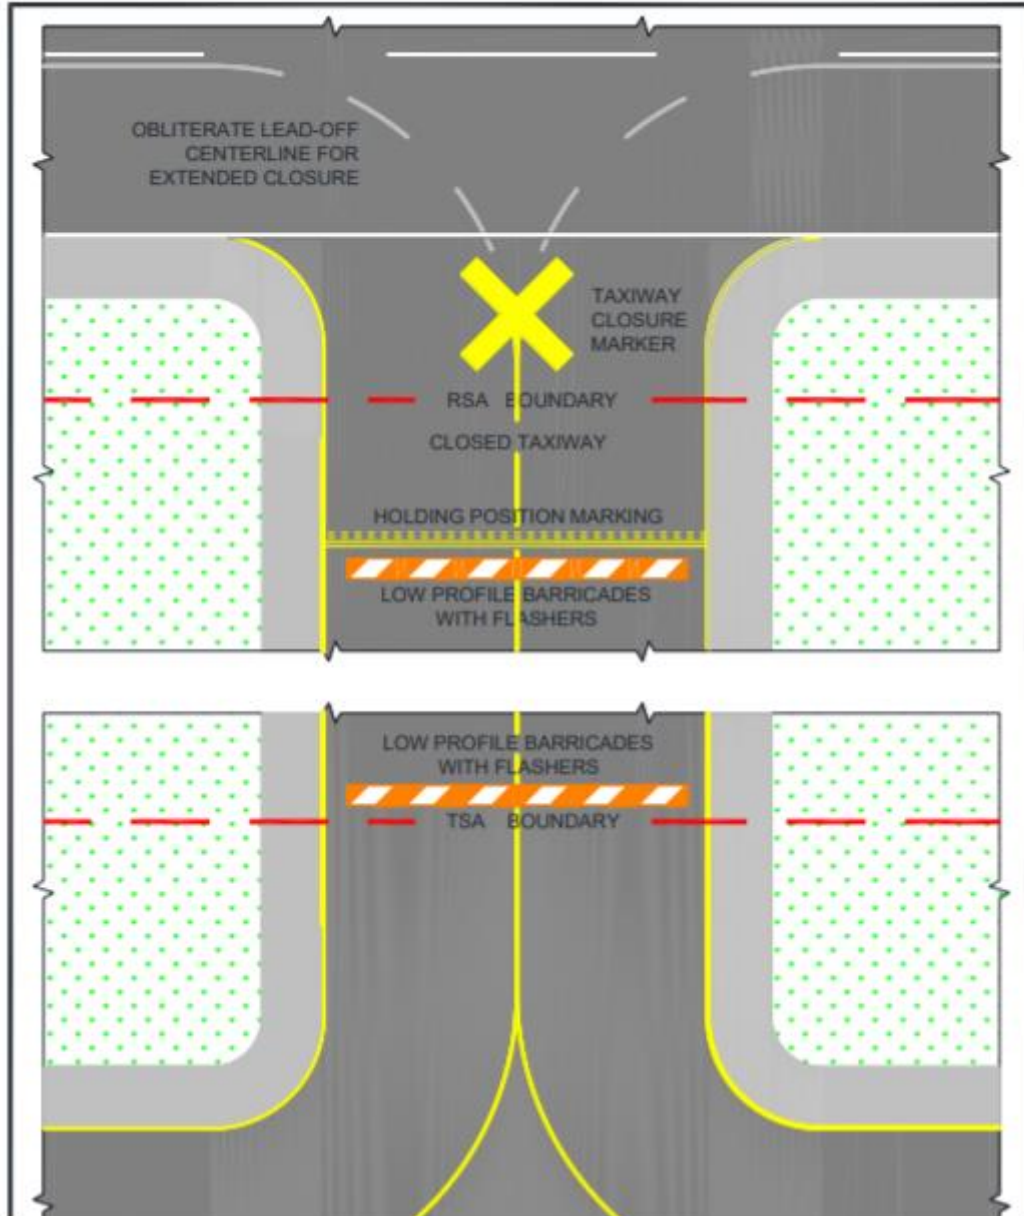 OBLITERATE LEAD-OFF
CENTERLINE FOR
EXTENDED CLOSURE
TAXIWAY
CLOSURE
MARKER
RSA BOUNDARY
CLOSED TAXIWAY
HOLDING POSITION MARKING
LOW PROFILE BARRICADES
WITH FLASHERS
LOW PROFILE BARRICADES
WITH FLASHERS
TSA BOUNDARY